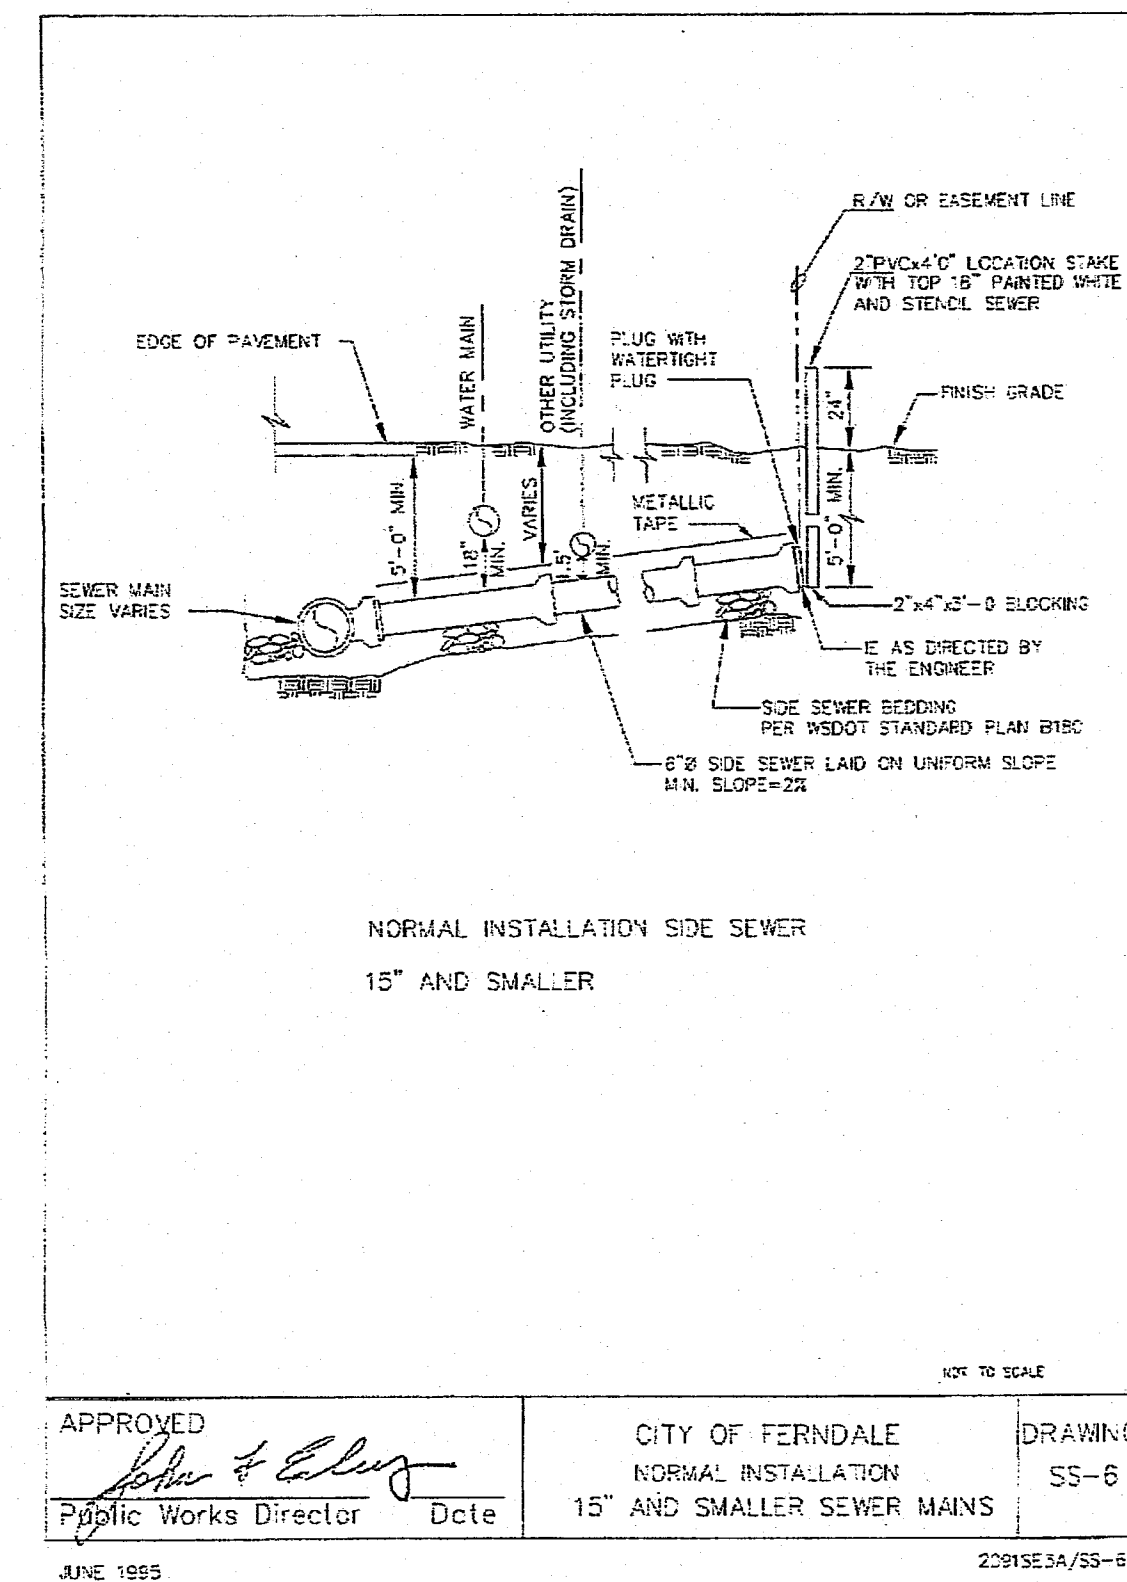 R/W OR EASEMENT LINE
2"PVCx4'0" LOCATION STAKE
WITH TOP 18" PAINTED WHITE
AND STENCIL SEWER
EDGE OF PAVEMENT
WATER MAIN
OTHER UTILITY
(INCLUDING STORM DRAIN)
PLUG WITH
WATERTIGHT
PLUG
24"
FINISH GRADE
5'-0" MIN.
18"
MIN.
VARIES
1.5'
MIN.
METALLIC
TAPE
5'-0" MIN.
SEWER MAIN
SIZE VARIES
2"x4"x3'-0 BLOCKING
IE AS DIRECTED BY
THE ENGINEER
SIDE SEWER BEDDING
PER WSDOT STANDARD PLAN B18C
6"Ø SIDE SEWER LAID ON UNIFORM SLOPE
MIN. SLOPE=2%
NORMAL INSTALLATION SIDE SEWER
15" AND SMALLER
NOT TO SCALE
APPROVED
Public Works Director Date
CITY OF FERNDALE
NORMAL INSTALLATION
15" AND SMALLER SEWER MAINS
DRAWING
SS-6
JUNE 1995
2091SE3A/SS-6